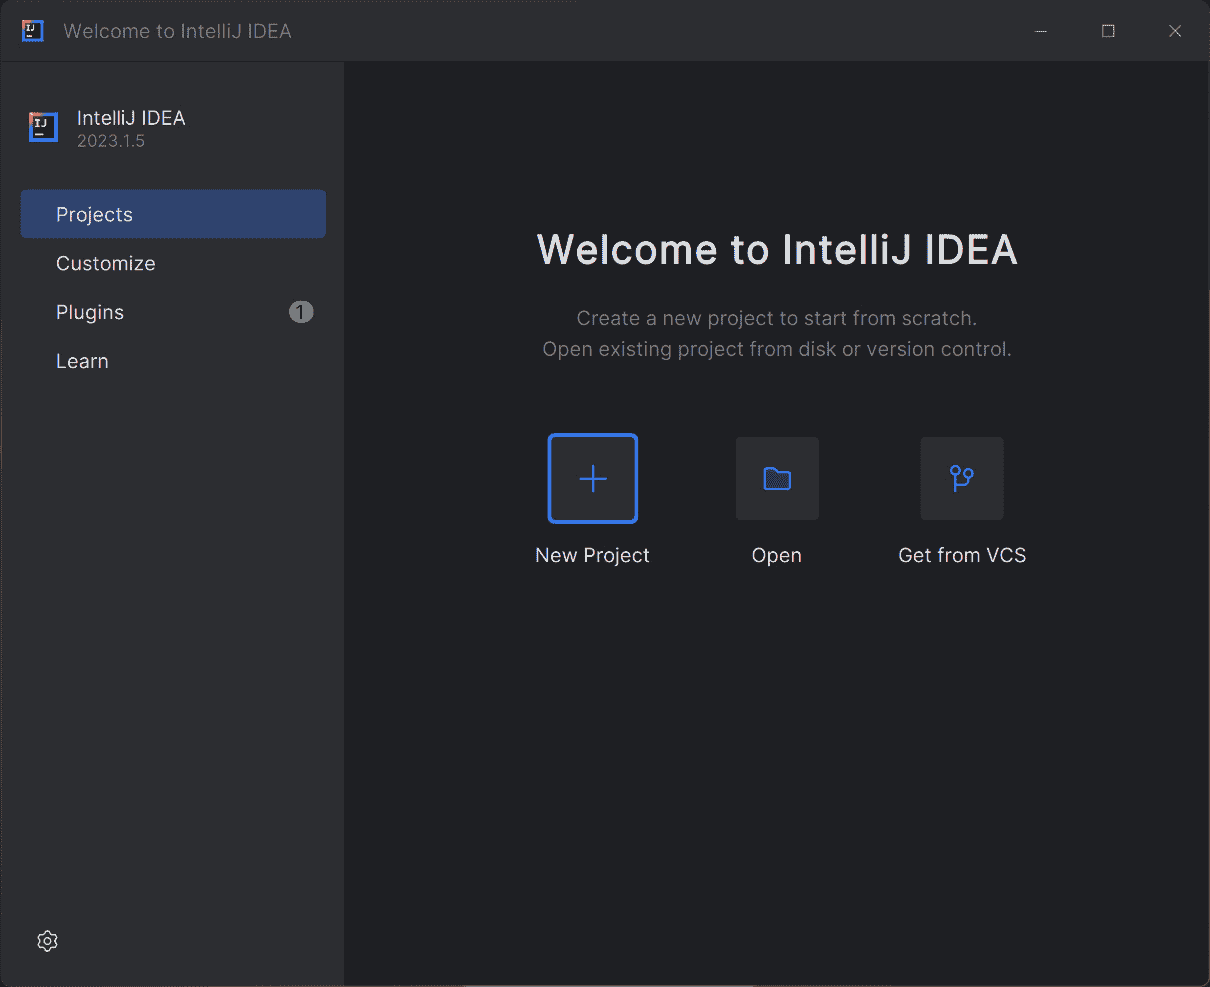 Welcome to IntelliJ IDEA
IJ
IntelliJ IDEA
2023.1.5
Projects
Customize
Plugins 1
Learn
Welcome to IntelliJ IDEA
Create a new project to start from scratch.
Open existing project from disk or version control.
New Project Open Get from VCS